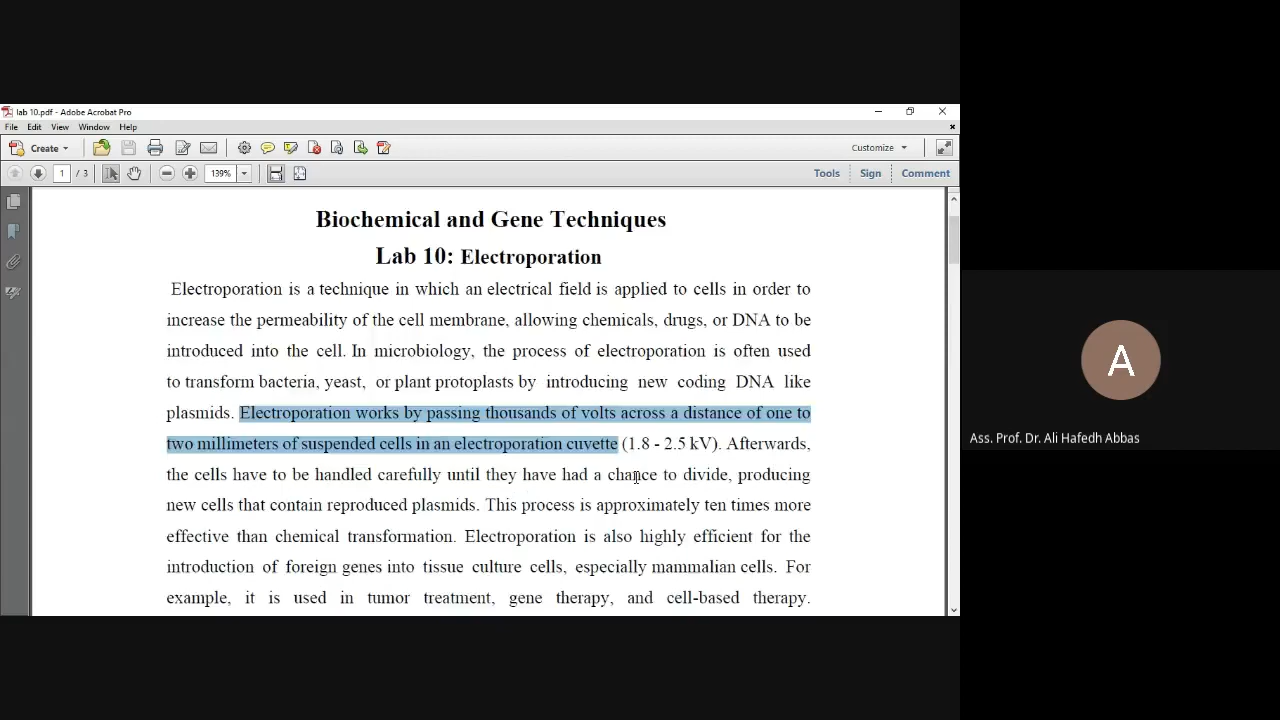 lab 10.pdf - Adobe Acrobat Pro
File Edit View Window Help
Create
Customize
1 / 3 139% Tools Sign Comment
Biochemical and Gene Techniques
Lab 10: Electroporation
Electroporation is a technique in which an electrical field is applied to cells in order to
increase the permeability of the cell membrane, allowing chemicals, drugs, or DNA to be
introduced into the cell. In microbiology, the process of electroporation is often used
to transform bacteria, yeast, or plant protoplasts by introducing new coding DNA like
plasmids. Electroporation works by passing thousands of volts across a distance of one to
two millimeters of suspended cells in an electroporation cuvette (1.8 - 2.5 kV). Afterwards,
the cells have to be handled carefully until they have had a chance to divide, producing
new cells that contain reproduced plasmids. This process is approximately ten times more
effective than chemical transformation. Electroporation is also highly efficient for the
introduction of foreign genes into tissue culture cells, especially mammalian cells. For
example, it is used in tumor treatment, gene therapy, and cell-based therapy.
A
Ass. Prof. Dr. Ali Hafedh Abbas